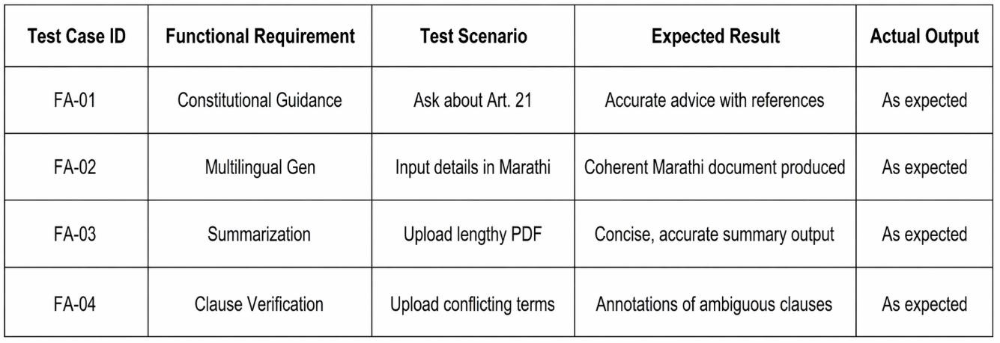 Test Case ID Functional Requirement Test Scenario Expected Result Actual Output
FA-01 Constitutional Guidance Ask about Art. 21 Accurate advice with references As expected
FA-02 Multilingual Gen Input details in Marathi Coherent Marathi document produced As expected
FA-03 Summarization Upload lengthy PDF Concise, accurate summary output As expected
FA-04 Clause Verification Upload conflicting terms Annotations of ambiguous clauses As expected